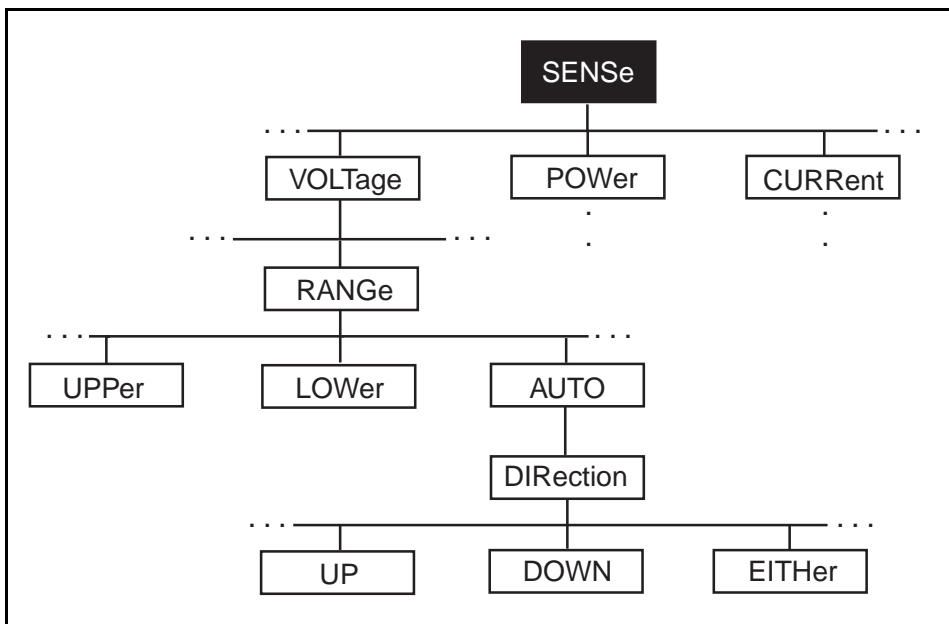 SENSe
VOLTage POWer CURRent
RANGe
UPPer LOWer AUTO
DIRection
UP DOWN EITHer